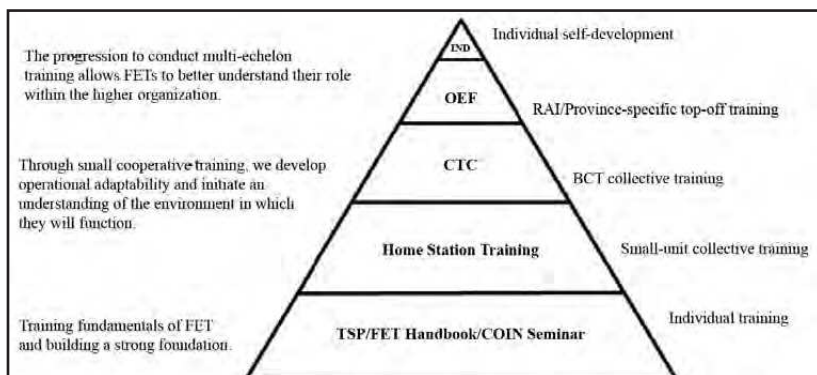 The progression to conduct multi-echelon
training allows FETs to better understand their role
within the higher organization.
Through small cooperative training, we develop
operational adaptability and initiate an
understanding of the environment in which
they will function.
Training fundamentals of FET
and building a strong foundation.
IND
OEF
CTC
Home Station Training
TSP/FET Handbook/COIN Seminar
Individual self-development
RAI/Province-specific top-off training
BCT collective training
Small-unit collective training
Individual training